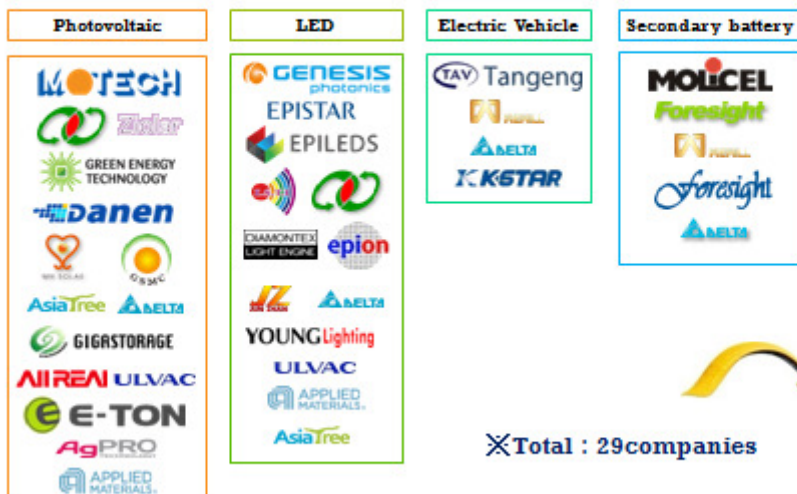 Photovoltaic
MOTECH
GREEN ENERGY
TECHNOLOGY
Danen
GSMC
AsiaTree DELTA
GIGASTORAGE
ULVAC
E-TON
AgPRO
APPLIED
MATERIALS
LED
GENESIS
photonics
EPISTAR
EPILEDS
DIAMONTEX
LIGHT ENGINE
epion
JZ DELTA
YOUNG Lighting
ULVAC
APPLIED
MATERIALS
AsiaTree
Electric Vehicle
TAV Tangeng
DELTA
K-STAR
Secondary battery
MOLICEL
Foresight
Foresight
DELTA
※Total : 29companies